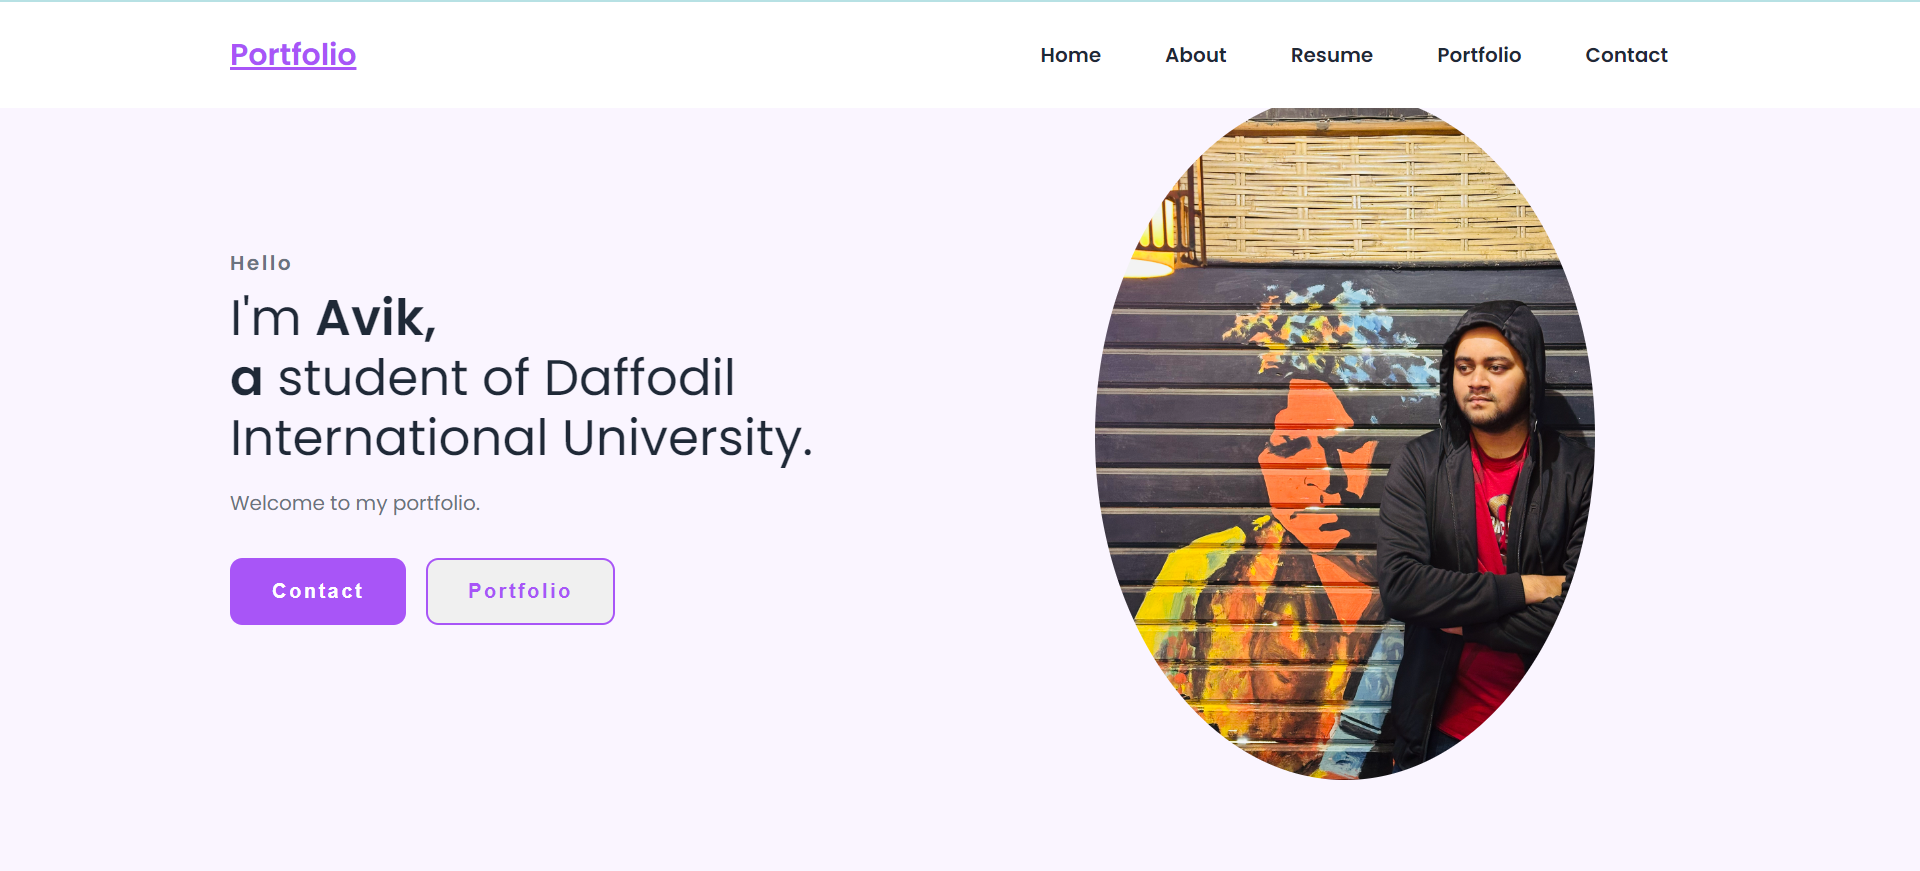 Portfolio
Home About Resume Portfolio Contact
Hello
I'm Avik,
a student of Daffodil
International University.
Welcome to my portfolio.
Contact Portfolio